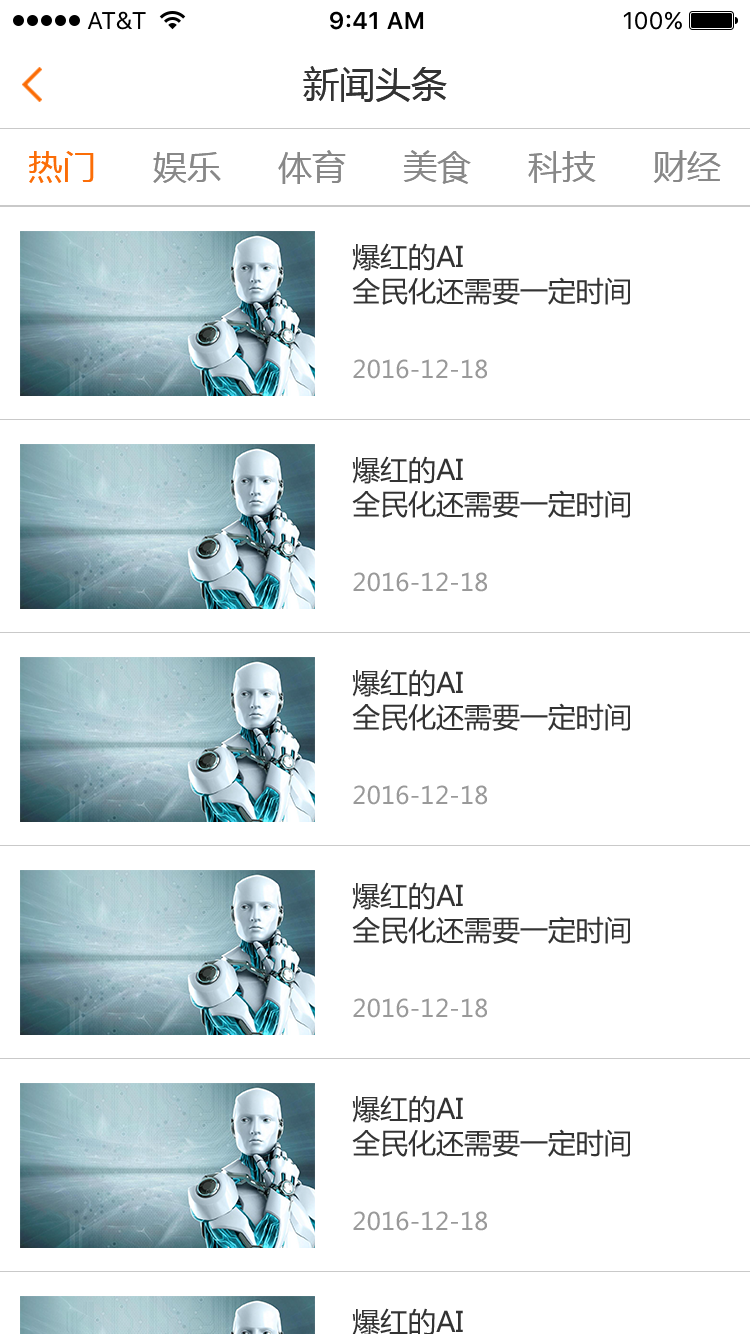 AT&T 9:41 AM 100%
新闻头条
热门 娱乐 体育 美食 科技 财经
爆红的AI
全民化还需要一定时间
2016-12-18
爆红的AI
全民化还需要一定时间
2016-12-18
爆红的AI
全民化还需要一定时间
2016-12-18
爆红的AI
全民化还需要一定时间
2016-12-18
爆红的AI
全民化还需要一定时间
2016-12-18
爆红的AI